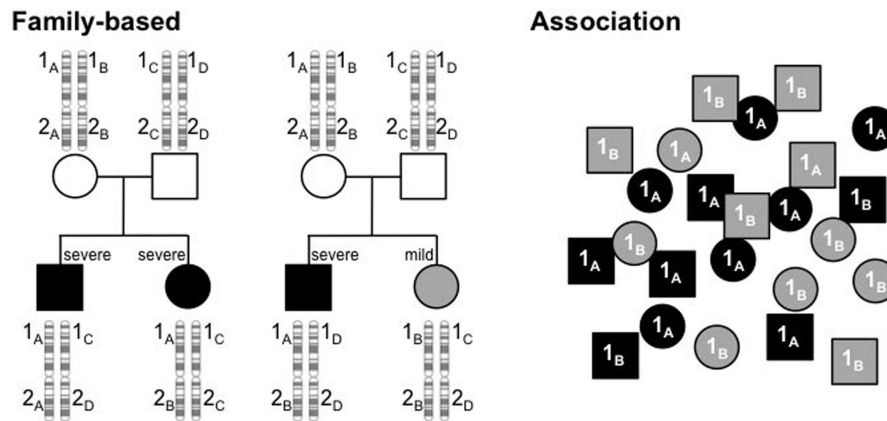 Family-based
1A 1B 1C 1D
2A 2B 2C 2D
severe severe
1A 1C 1A 1C
2A 2D 2B 2C
1A 1B 1C 1D
2A 2B 2C 2D
severe mild
1A 1D 1B 1C
2B 2D 2B 2D
Association
1B
1B
1A
1A
1B
1A
1A
1A
1A
1B
1A
1B
1B
1B
1A
1A
1A
1B
1B
1A
1B
1B
1A
1B